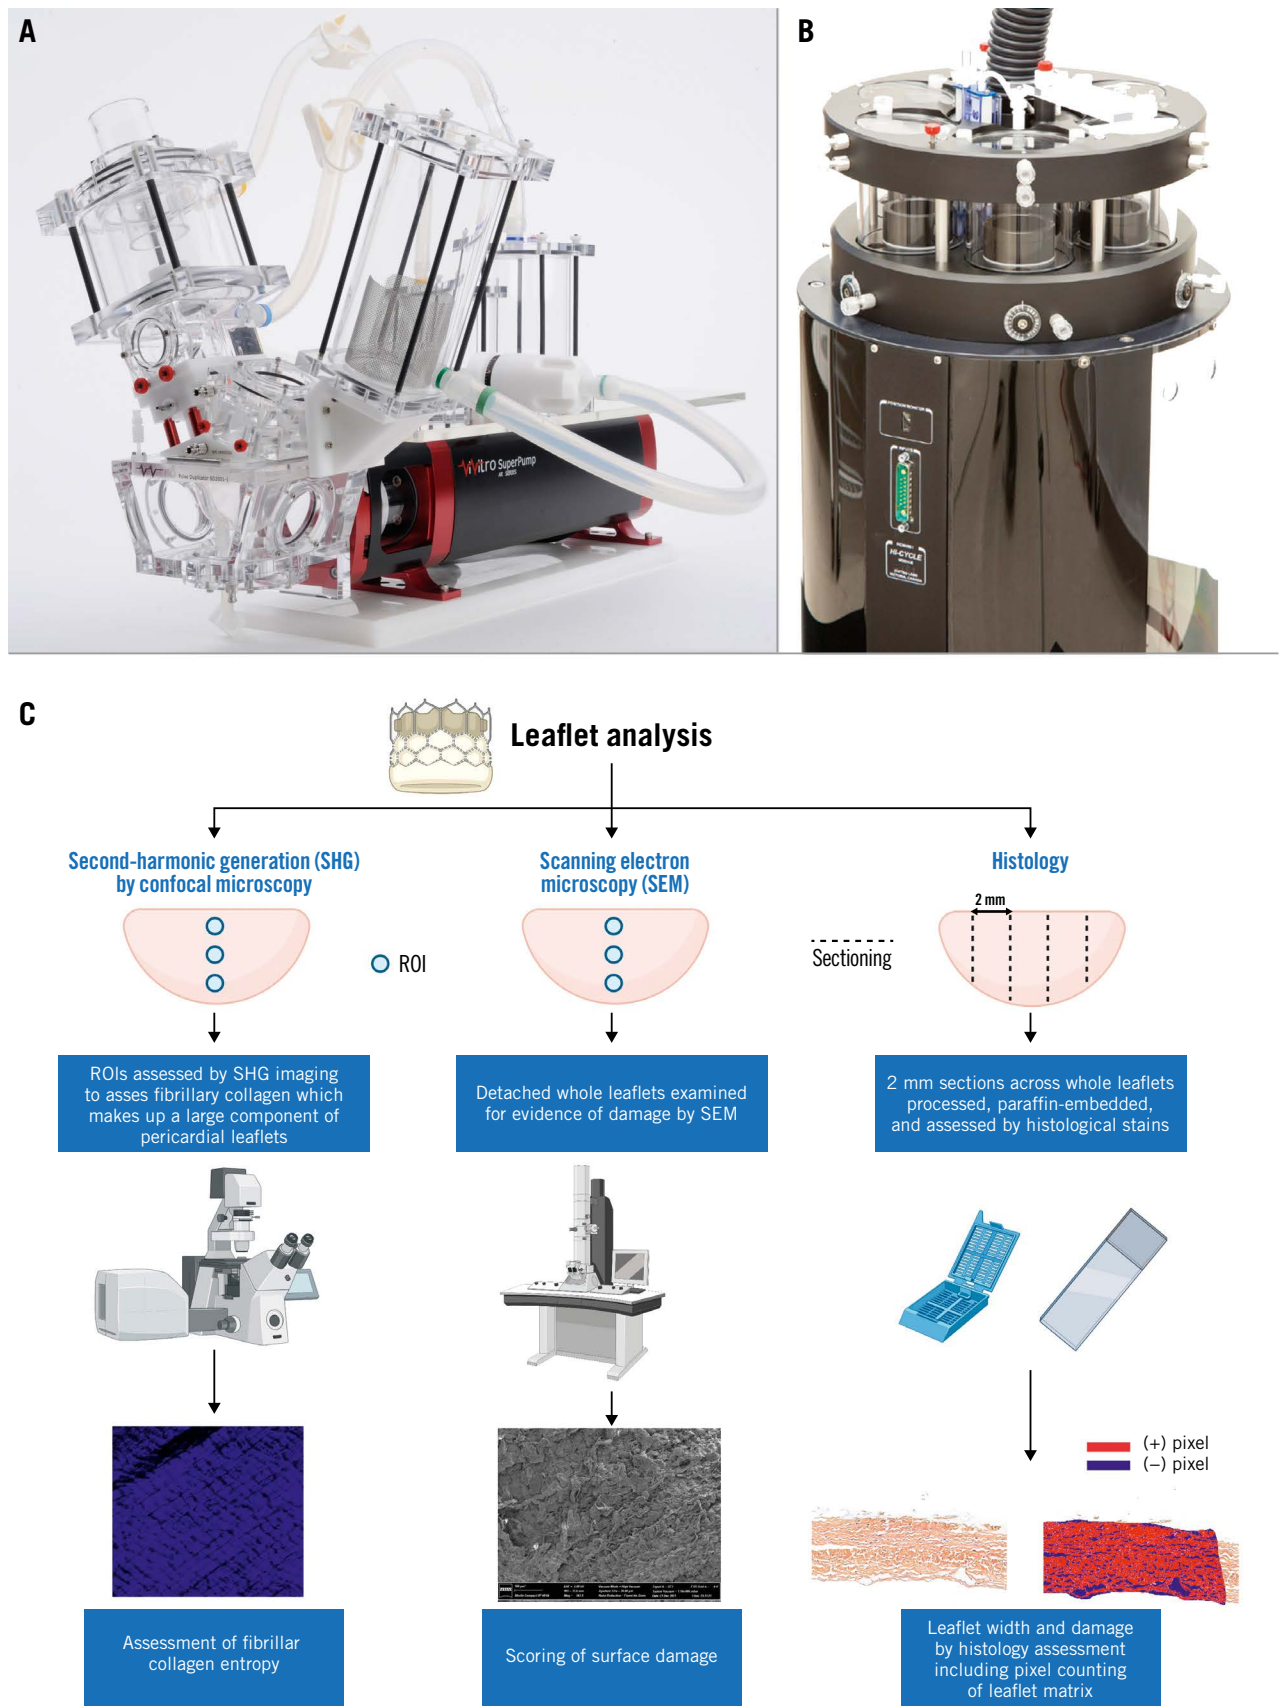 A
B
ViVitro SuperPump
Pulse Duplicator
POSITION MONITOR
HI-CYCLE
C
Leaflet analysis
Second-harmonic generation (SHG)
by confocal microscopy
Scanning electron
microscopy (SEM)
Histology
2 mm
ROI
Sectioning
ROIs assessed by SHG imaging
to asses fibrillary collagen which
makes up a large component of
pericardial leaflets
Detached whole leaflets examined
for evidence of damage by SEM
2 mm sections across whole leaflets
processed, paraffin-embedded,
and assessed by histological stains
(+) pixel
(−) pixel
Assessment of fibrillar
collagen entropy
Scoring of surface damage
Leaflet width and damage
by histology assessment
including pixel counting
of leaflet matrix